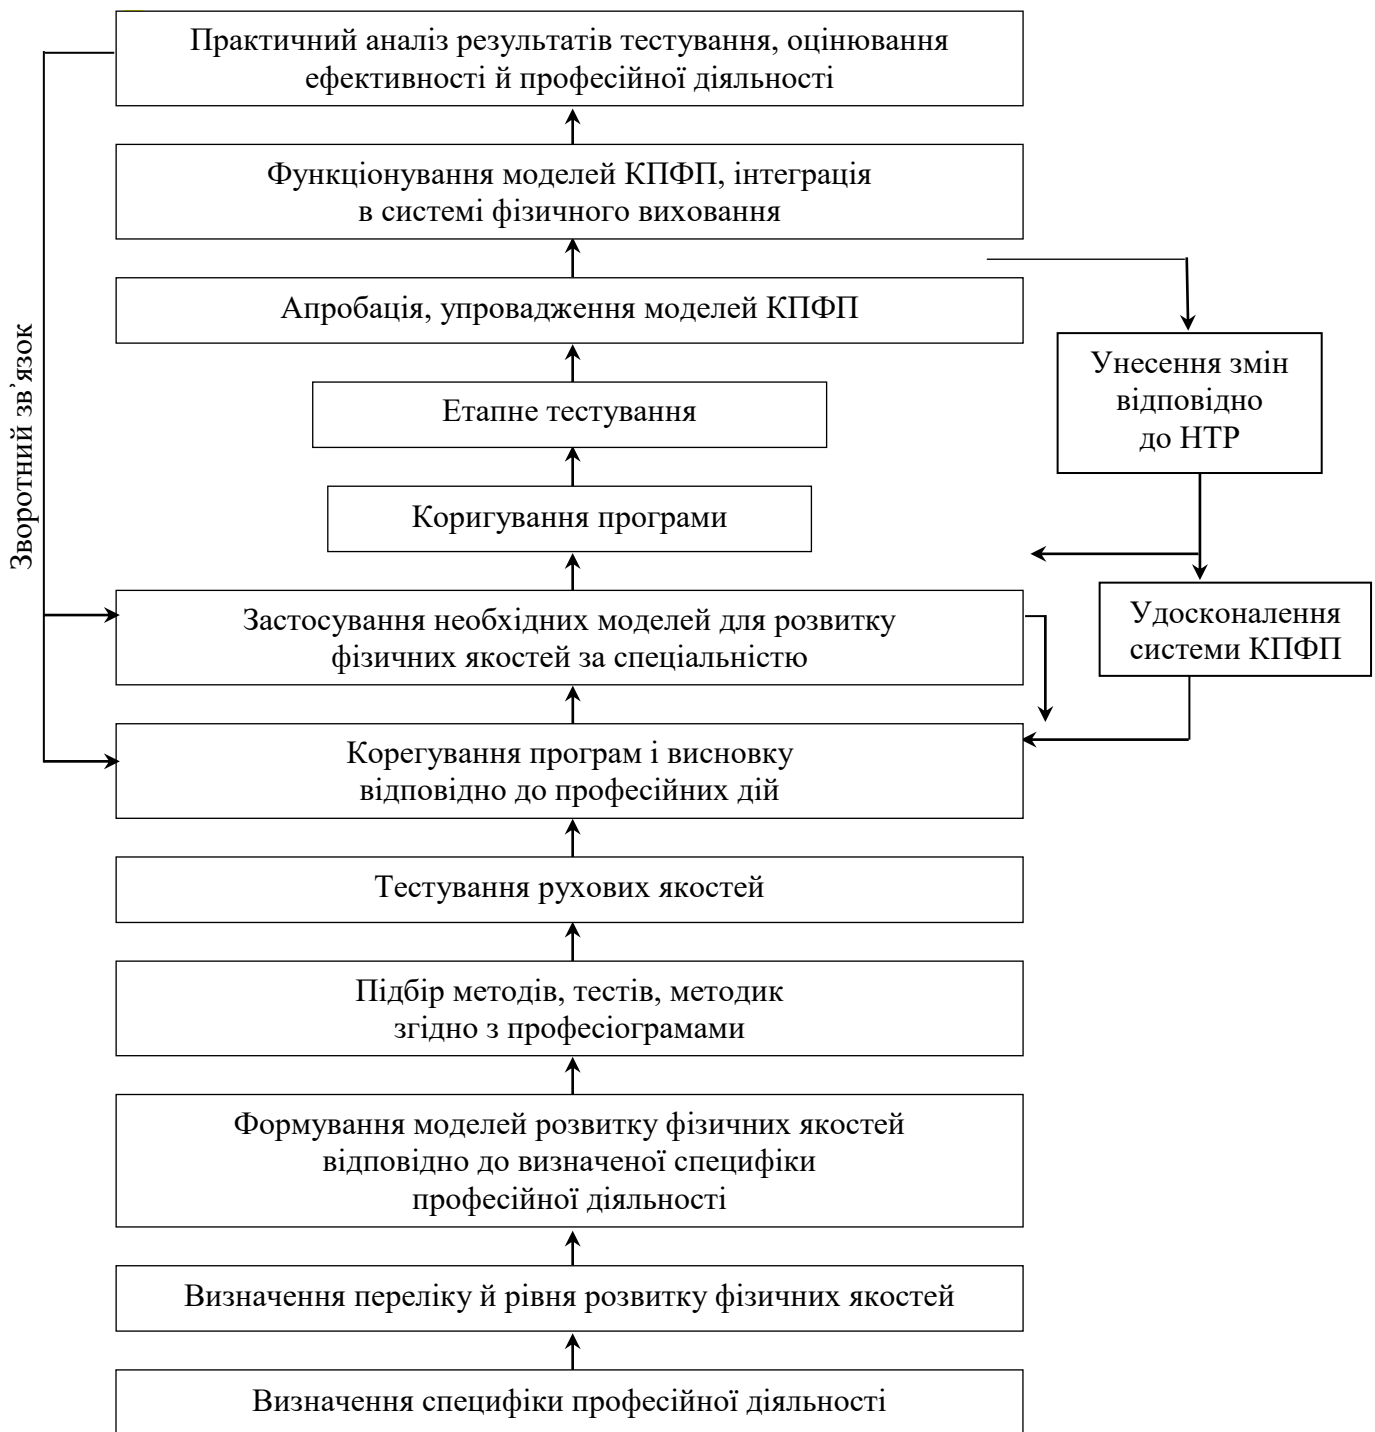 Практичний аналіз результатів тестування, оцінювання
ефективності й професійної діяльності
Функціонування моделей КПФП, інтеграція
в системі фізичного виховання
Апробація, упровадження моделей КПФП
Зворотний зв’язок
Унесення змін
відповідно
до НТР
Етапне тестування
Коригування програми
Застосування необхідних моделей для розвитку
фізичних якостей за спеціальністю
Удосконалення
системи КПФП
Корегування програм і висновку
відповідно до професійних дій
Тестування рухових якостей
Підбір методів, тестів, методик
згідно з професіограмами
Формування моделей розвитку фізичних якостей
відповідно до визначеної специфіки
професійної діяльності
Визначення переліку й рівня розвитку фізичних якостей
Визначення специфіки професійної діяльності